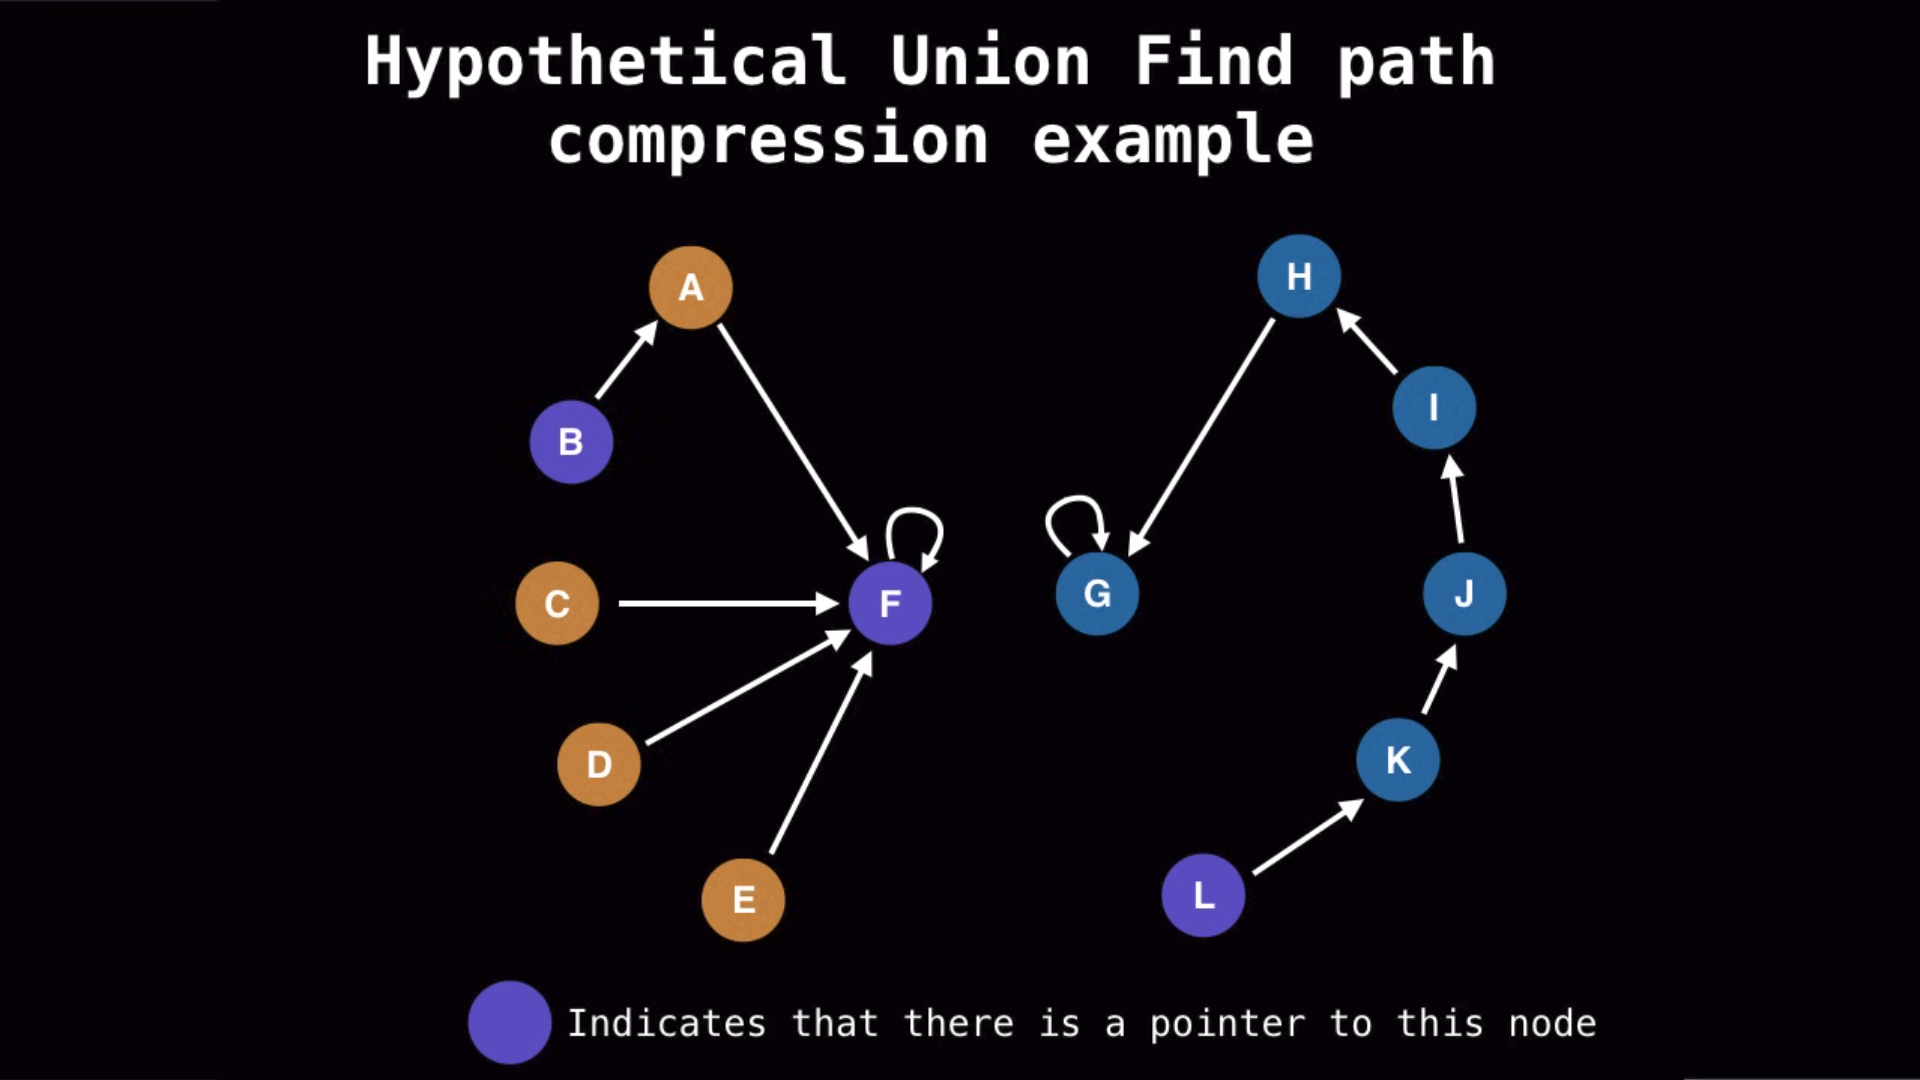 Hypothetical Union Find path
compression example
A
H
I
B
C
F
G
J
D
K
E
L
Indicates that there is a pointer to this node